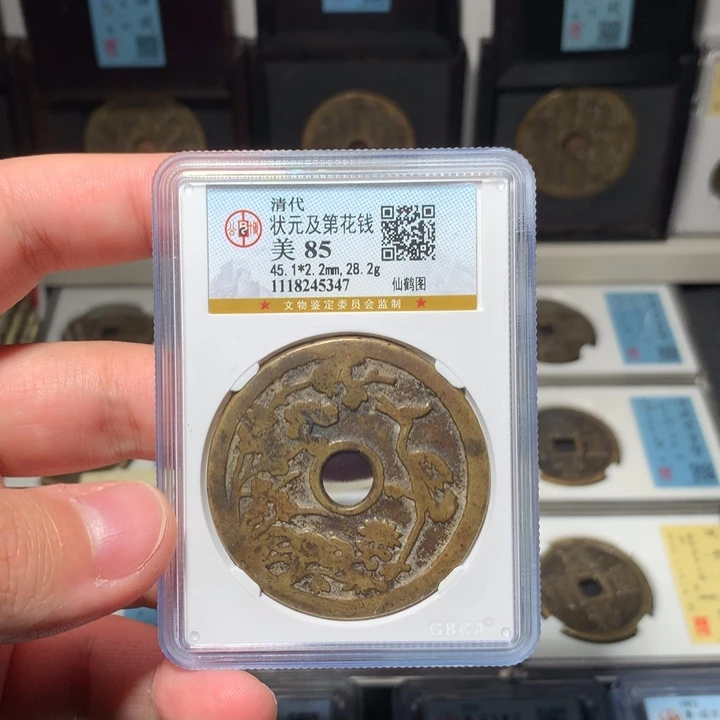 清代
状元及第花钱
美 85
45.1*2.2mm,28.2g
1118245347 仙鹤图
★ 文物鉴定委员会监制 ★
GBCA